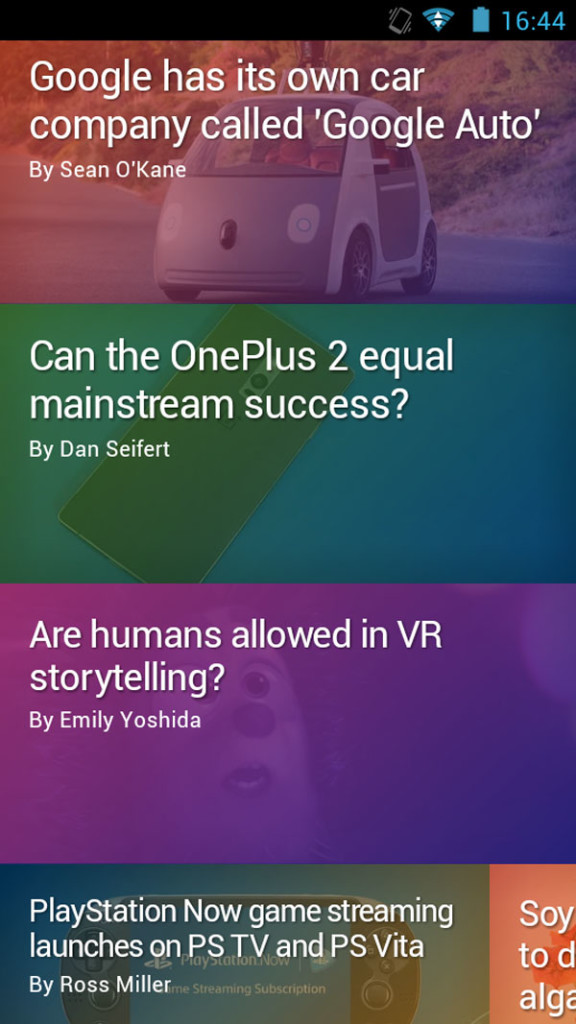 16:44
Google has its own car
company called 'Google Auto'
By Sean O'Kane
Can the OnePlus 2 equal
mainstream success?
By Dan Seifert
Are humans allowed in VR
storytelling?
By Emily Yoshida
PlayStation Now game streaming
launches on PS TV and PS Vita
By Ross Miller
PlayStation Now
Game Streaming Subscription
Soy
to d
alga